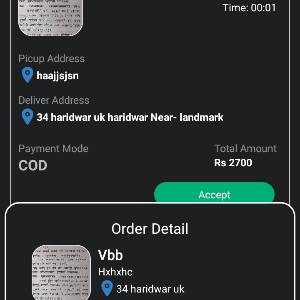 Time: 00:01
Picup Address
haajjsjsn
Deliver Address
34 haridwar uk haridwar Near- landmark
Payment Mode
Total Amount
COD
Rs 2700
Accept
Order Detail
Vbb
Hxhxhc
34 haridwar uk